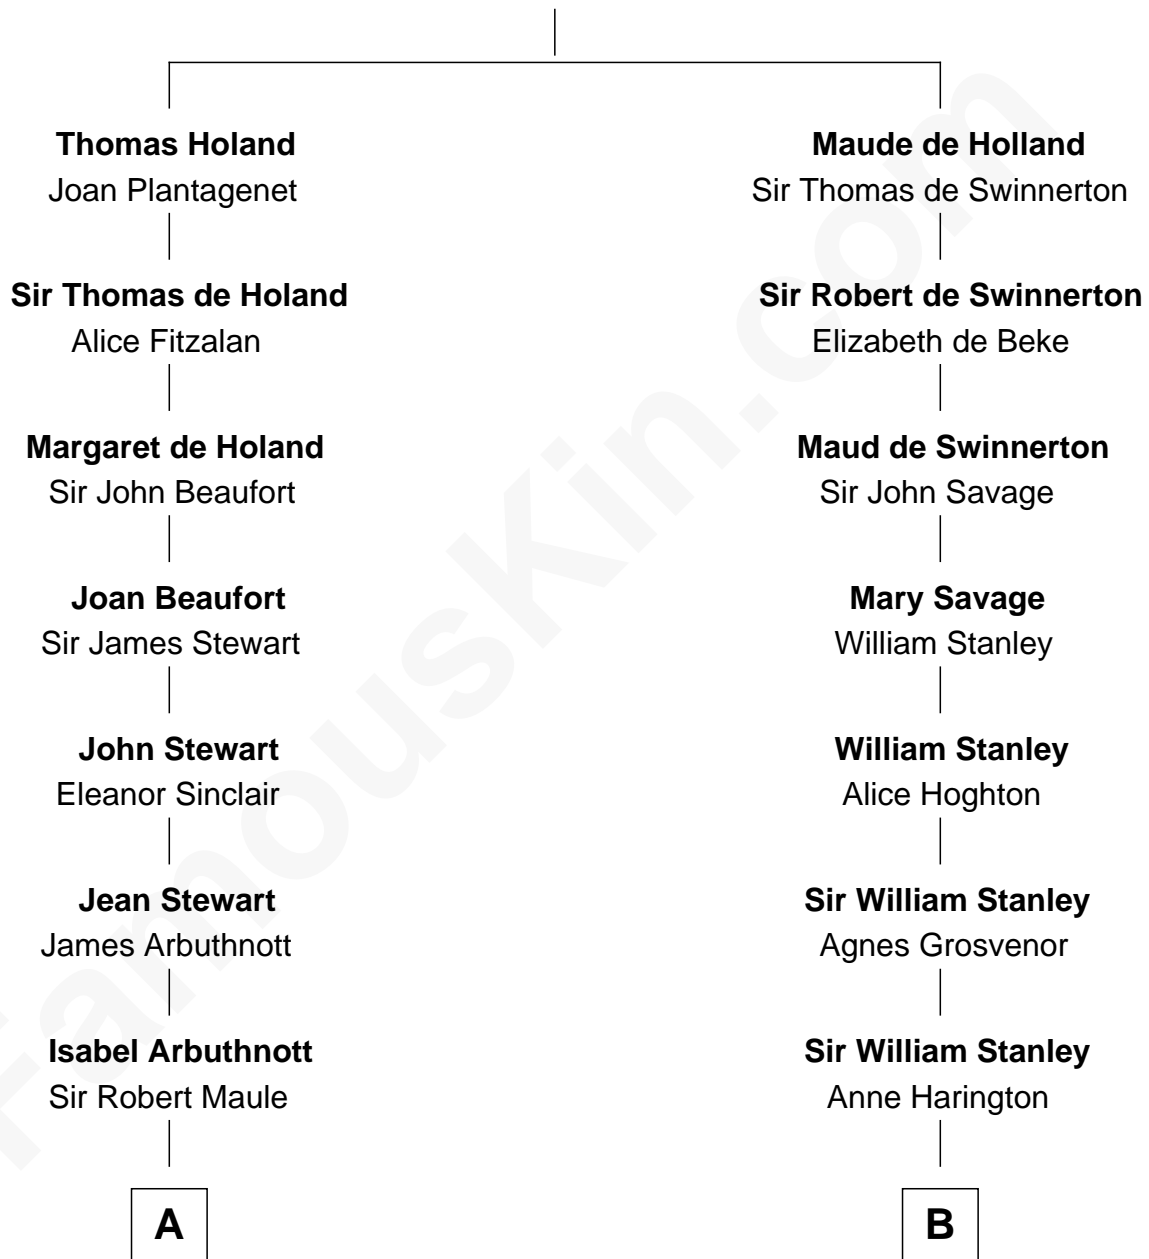 Thomas Holand
Joan Plantagenet
Sir Thomas de Holand
Alice Fitzalan
Margaret de Holand
Sir John Beaufort
Joan Beaufort
Sir James Stewart
John Stewart
Eleanor Sinclair
Jean Stewart
James Arbuthnott
Isabel Arbuthnott
Sir Robert Maule
A
Maude de Holland
Sir Thomas de Swinnerton
Sir Robert de Swinnerton
Elizabeth de Beke
Maud de Swinnerton
Sir John Savage
Mary Savage
William Stanley
William Stanley
Alice Hoghton
Sir William Stanley
Agnes Grosvenor
Sir William Stanley
Anne Harington
B
FamousKin.com